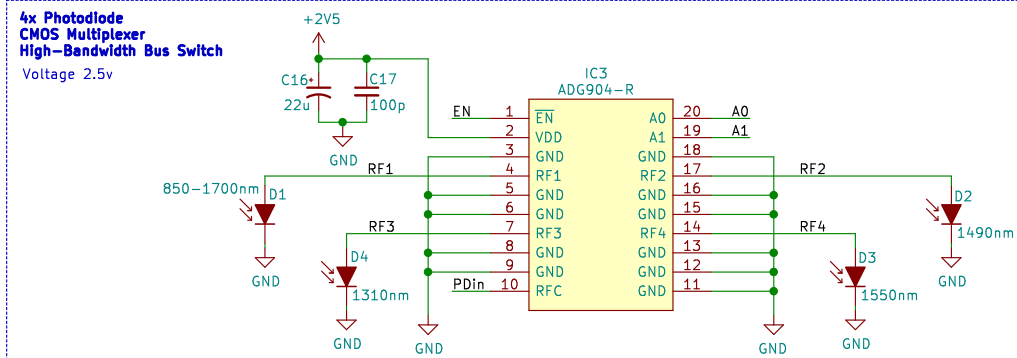 4x Photodiode
CMOS Multiplexer
High-Bandwidth Bus Switch
Voltage 2.5v
+2V5
C16+
22u
C17
100p
GND
IC3
ADG904-R
EN 1 EN 20 A0 A0
2 VDD A1 19 A1
3 GND GND 18
RF1 4 RF1 RF2 17 RF2
5 GND GND 16
6 GND GND 15
RF3 7 RF3 RF4 14 RF4
8 GND GND 13
9 GND GND 12
PDin 10 RFC GND 11
850-1700nm D1
GND
D4
1310nm
GND
GND
GND
D3
1550nm
GND
D2
1490nm
GND